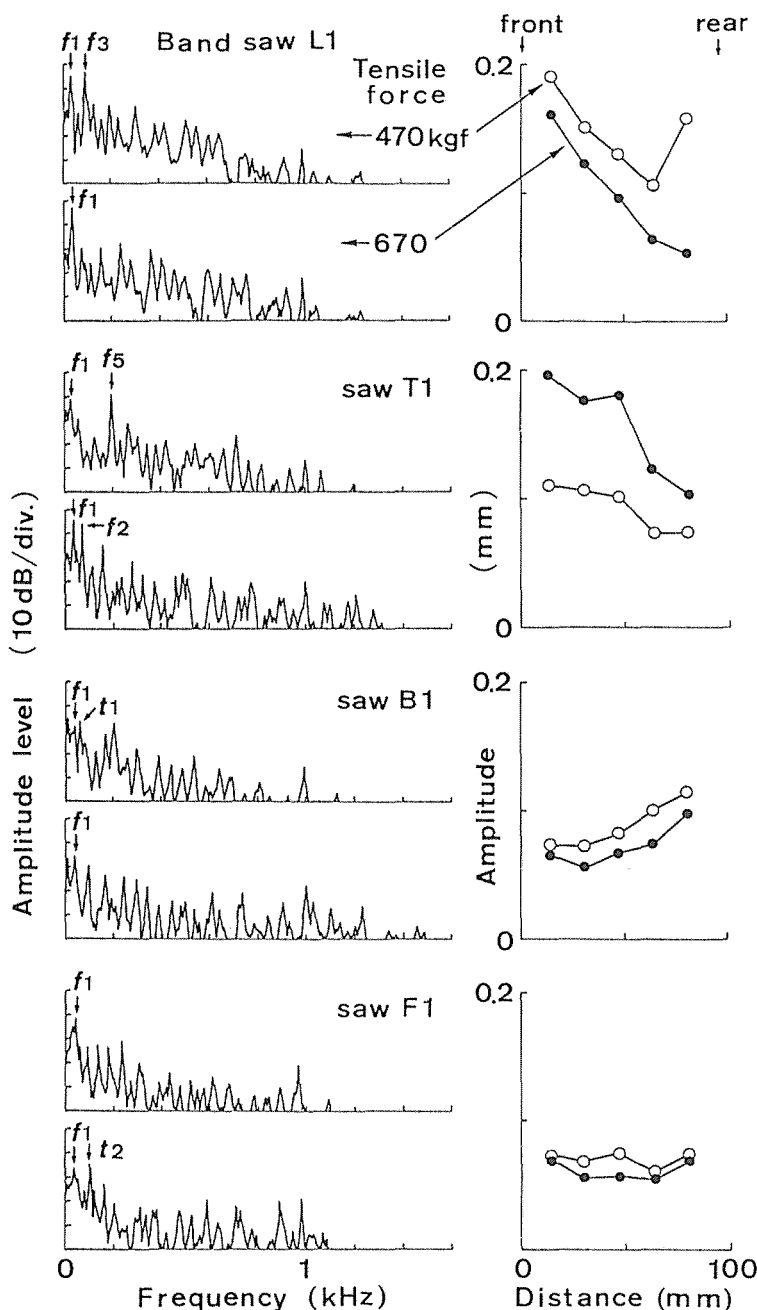 front
rear
f1 f3 Band saw L1
Tensile
force
470kgf
0.2
f1
670
0
f1 f5 saw T1
0.2
f1
f2
(mm)
0
f1 t1 saw B1
0.2
f1
0
f1 saw F1
0.2
f1 t2
Amplitude level (10dB/div.)
Amplitude
0 1
0 100
Frequency (kHz)
Distance (mm)